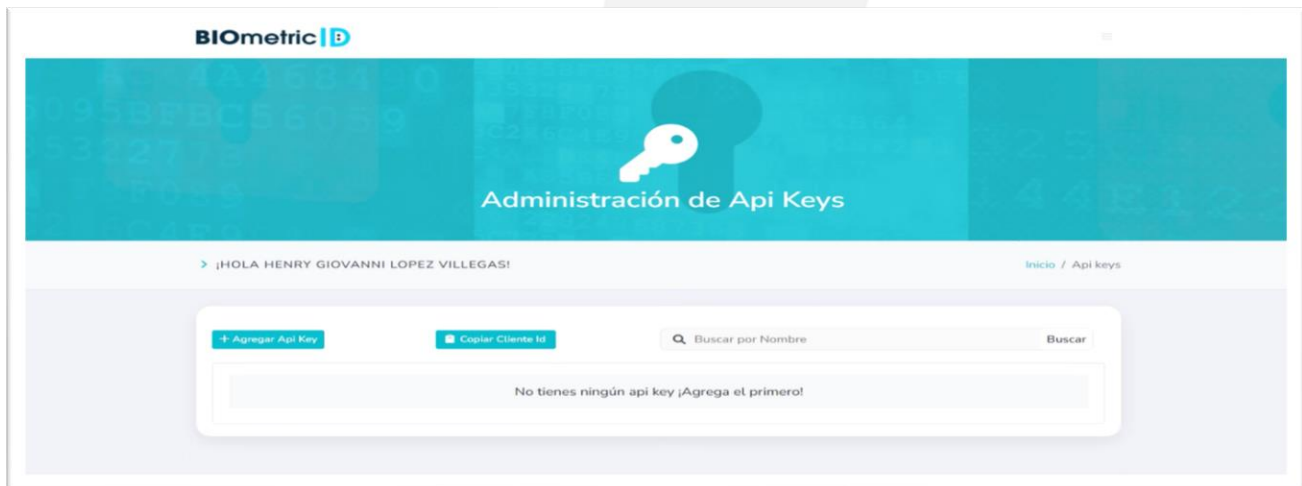 BIOmetric ID
Administración de Api Keys
> ¡HOLA HENRY GIOVANNI LOPEZ VILLEGAS!
Inicio / Api keys
+ Agregar Api Key
Copiar Cliente Id
Buscar por Nombre
Buscar
No tienes ningún api key ¡Agrega el primero!